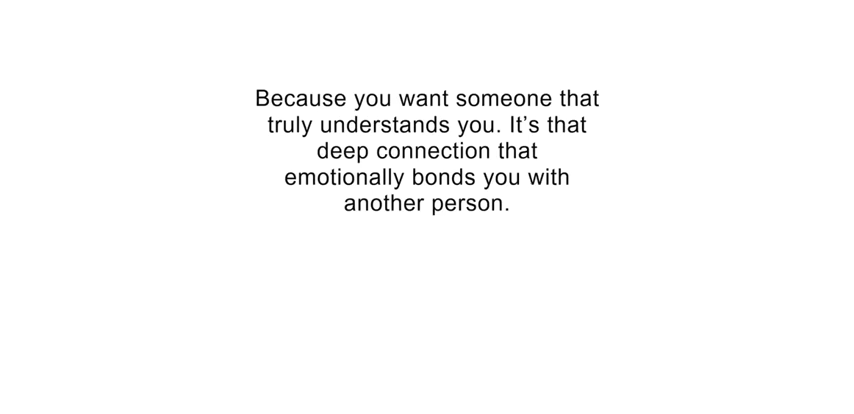 Because you want someone that
truly understands you. It’s that
deep connection that
emotionally bonds you with
another person.